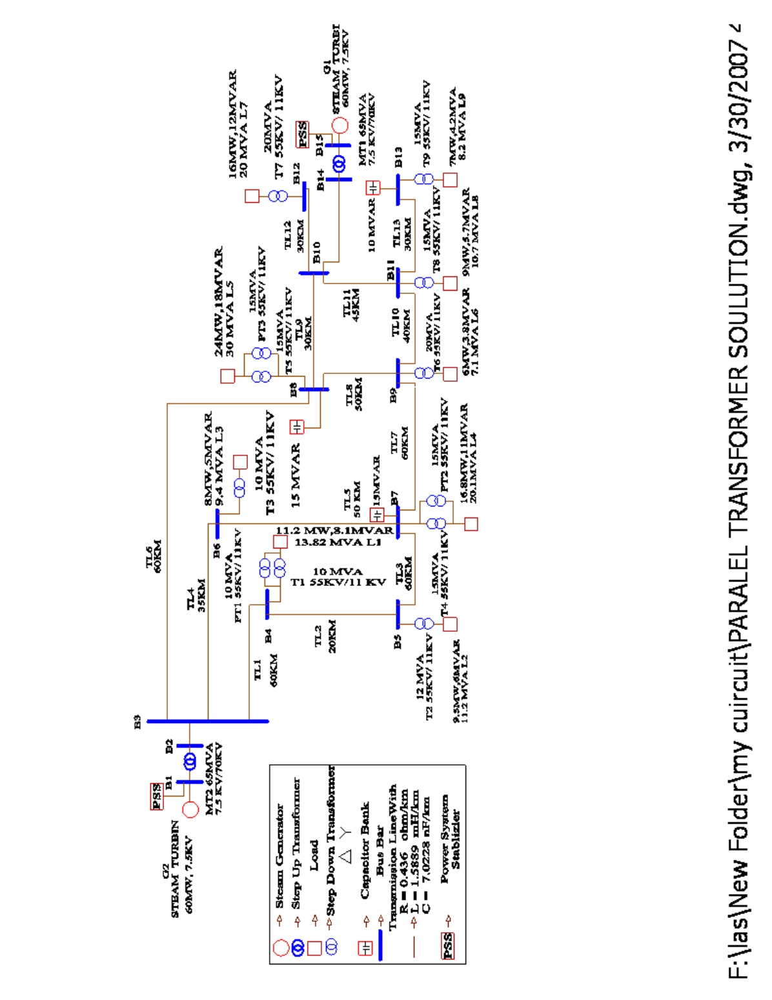 F:\las\New Folder\my cuircuit\PARALEL TRANSFORMER SOULUTION.dwg, 3/30/2007 2
G2
STEAM TURBIN
60MW, 7.5KV
PSS
B1
MT2 65MVA
7.5 KV/70KV
B2
B3
TL6
60KM
TL4
35KM
TL1
60KM
B6
8MW,5MVAR
9.4 MVA L3
10 MVA
T3 55KV/ 11KV
10 MVA
PT1 55KV/ 11KV
B4
11.2 MW,8.1MVAR
13.82 MVA L1
10 MVA
T1 55KV/11 KV
TL2
20KM
B5
12 MVA
T2 55KV/ 11KV
9.5MW,6MVAR
11.2 MVA L2
TL3
60KM
TL5
50 KM
15MVAR
B7
15MVA
T4 55KV/ 11KV
15MVA
PT2 55KV/ 11KV
16.8MW,11MVAR
20.1MVA L4
TL7
60KM
15 MVAR
B8
24MW,18MVAR
30 MVA L5
15MVA
PT3 55KV/ 11KV
15MVA
T5 55KV/ 11KV
TL9
30KM
TL8
50KM
B9
20MVA
T6 55KV/11KV
6MW,3.8MVAR
7.1 MVA L6
TL10
40KM
B10
TL11
45KM
B11
15MVA
T8 55KV/ 11KV
9MW,5.7MVAR
10.7 MVA L8
TL12
30KM
B12
16MW,12MVAR
20 MVA L7
20MVA
T7 55KV/ 11KV
TL13
30KM
10 MVAR
B13
15MVA
T9 55KV/ 11KV
7MW,4.2MVA
8.2 MVA L9
B14
B15
PSS
MT1 65MVA
7.5 KV/70KV
G1
STEAM TURBI
60MW, 7.5KV
Steam Generator
Step Up Transformer
Load
Step Down Transformer
Capacitor Bank
Bus Bar
Transmission LineWith
R = 0.436 ohm/km
L = 1.5889 mH/km
C = 7.0228 nF/km
PSS
Power System
Stablizier